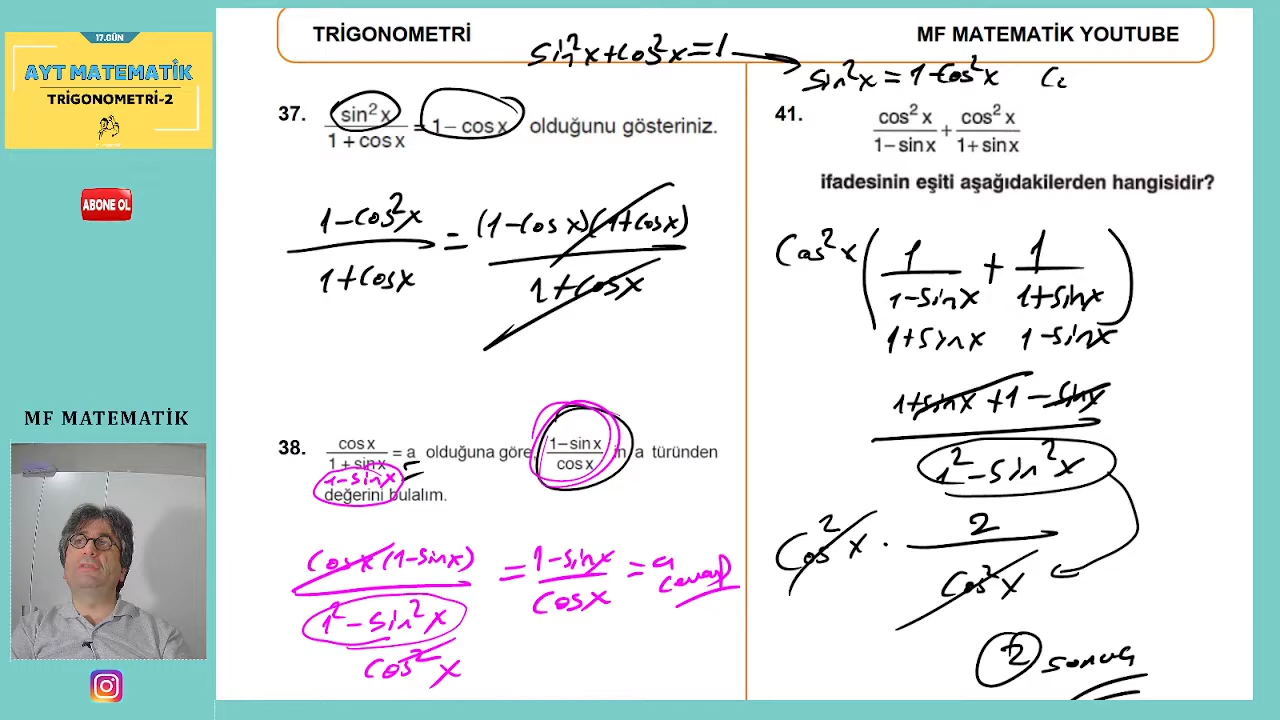 17.GÜN
AYT MATEMATİK
TRİGONOMETRİ-2
ABONE OL
MF MATEMATİK
TRİGONOMETRİ
MF MATEMATİK YOUTUBE
sin²x+cos²x=1
sin²x = 1-cos²x
37. sin² x / 1 + cos x = 1 – cos x olduğunu gösteriniz.
1-cos²x / 1+cosx = (1-cosx)(1+cosx) / 1+cosx
38. cos x / 1 + sin x = a olduğuna göre, 1 – sin x / cos x in a türünden
1-sinx
değerini bulalım.
cosx(1-sinx) / 1²-sin²x = 1-sinx / cosx = a
cevap
cos²x
41. cos² x / 1 – sin x + cos² x / 1 + sin x
ifadesinin eşiti aşağıdakilerden hangisidir?
cos²x ( 1 / 1-sinx + 1 / 1+sinx )
1+sinx 1-sinx
1+sinx+1-sinx / 1²-sin²x
cos²x . 2 / cos²x
2 sonuç